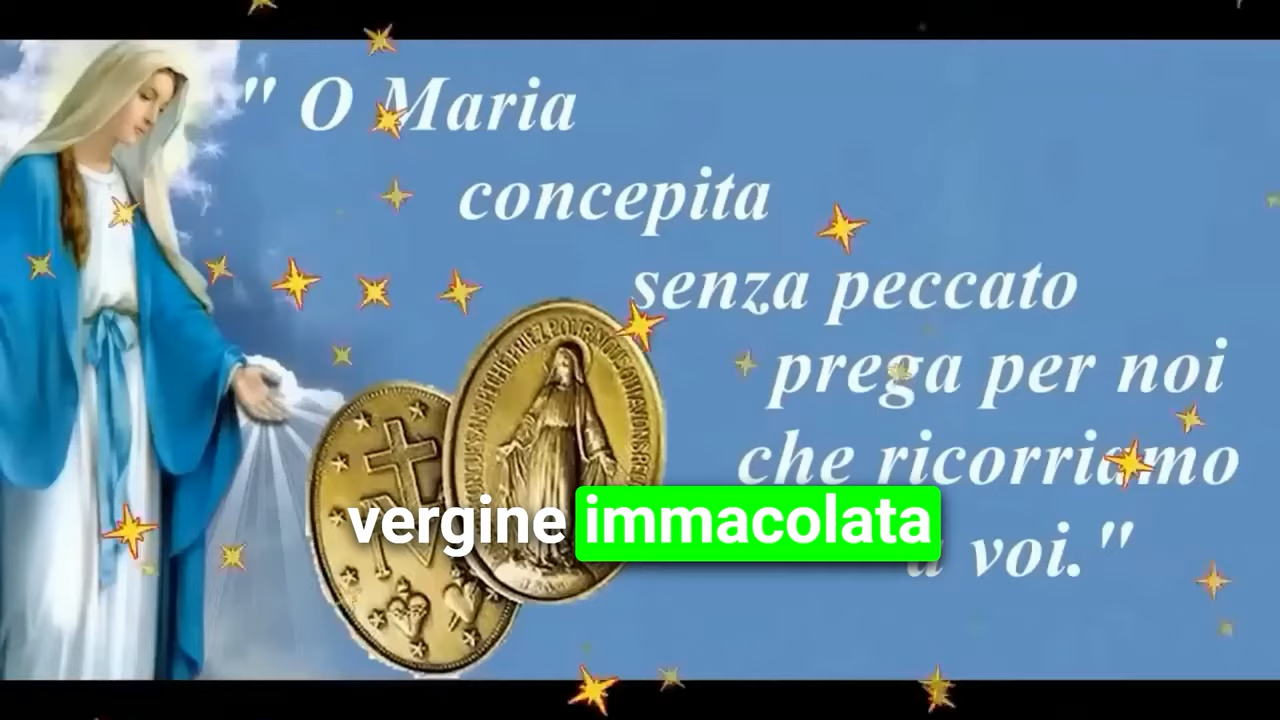 " O Maria
concepita
senza peccato
prega per noi
che ricorriamo
a voi."
vergine immacolata